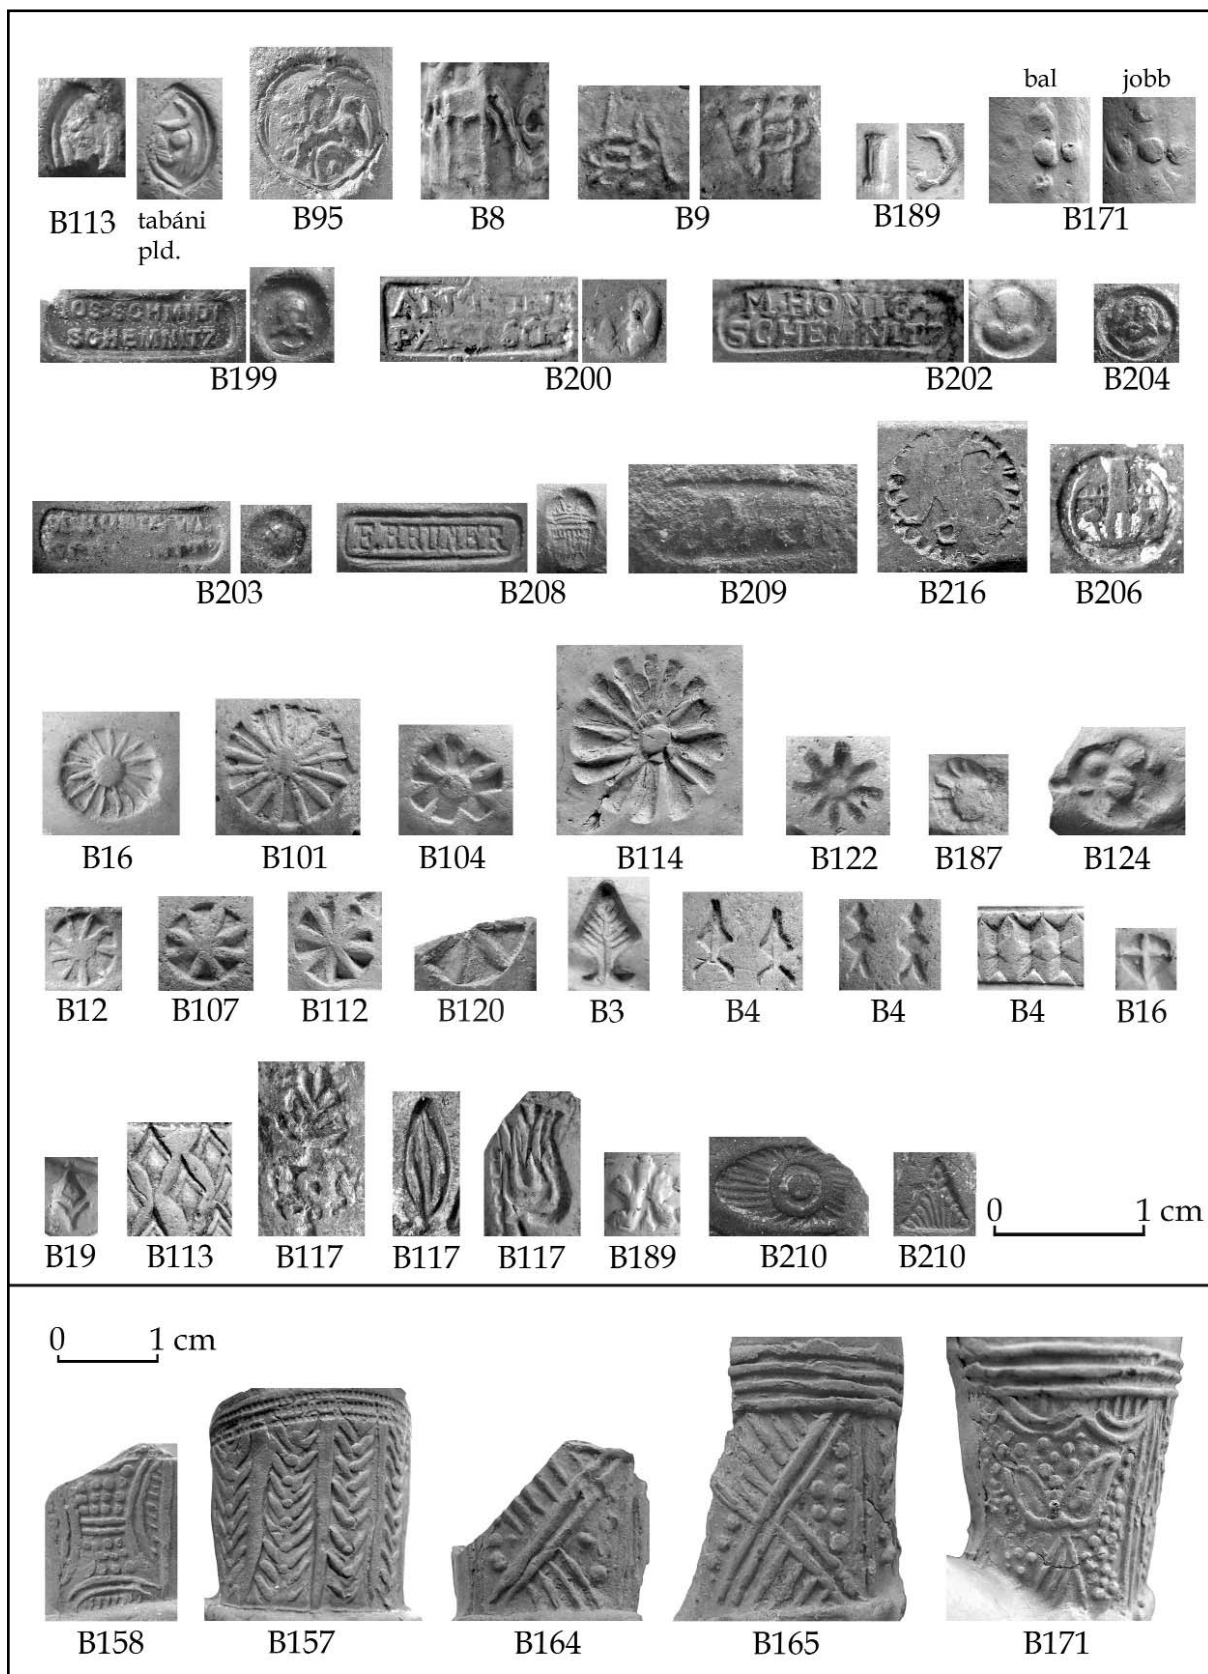 bal jobb
B113 tabáni pld. B95 B8 B9 B189 B171
OS·SCHMIDT
SCHEMNITZ
M.HONIG
SCHEMNITZ
B199 B200 B202 B204
E.BRUNER
B203 B208 B209 B216 B206
B16 B101 B104 B114 B122 B187 B124
B12 B107 B112 B120 B3 B4 B4 B4 B16
0 1 cm
B19 B113 B117 B117 B117 B189 B210 B210
0 1 cm
B158 B157 B164 B165 B171